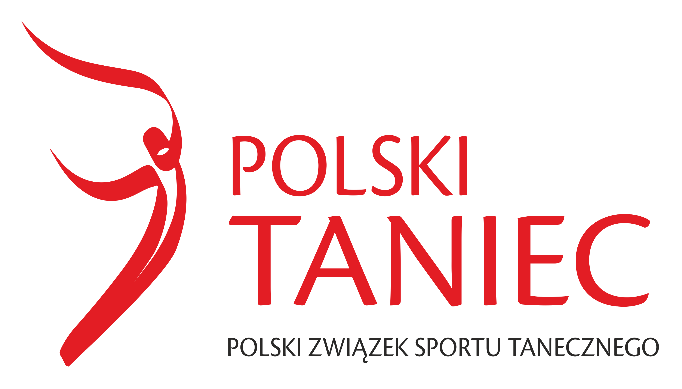 POLSKI
TANIEC
POLSKI ZWIĄZEK SPORTU TANECZNEGO